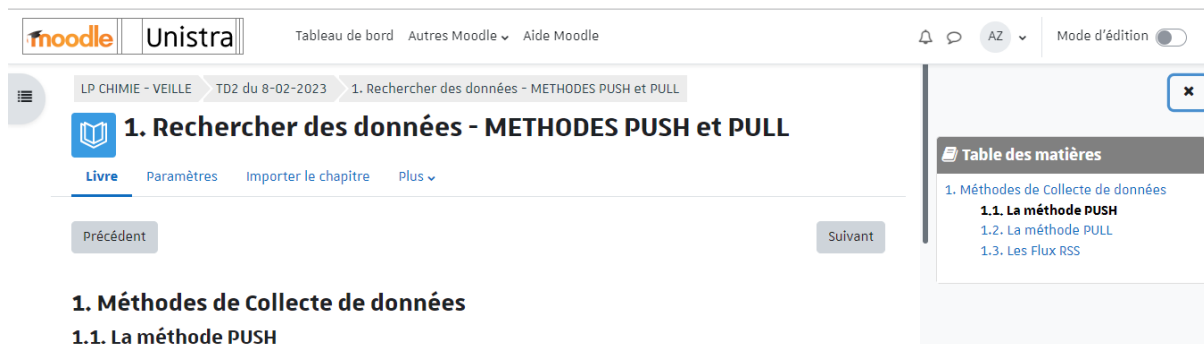 moodle Unistra Tableau de bord Autres Moodle Aide Moodle AZ Mode d'édition
LP CHIMIE - VEILLE TD2 du 8-02-2023 1. Rechercher des données - METHODES PUSH et PULL
1. Rechercher des données - METHODES PUSH et PULL
Livre Paramètres Importer le chapitre Plus
Précédent Suivant
1. Méthodes de Collecte de données
1.1. La méthode PUSH
Table des matières
1. Méthodes de Collecte de données
1.1. La méthode PUSH
1.2. La méthode PULL
1.3. Les Flux RSS